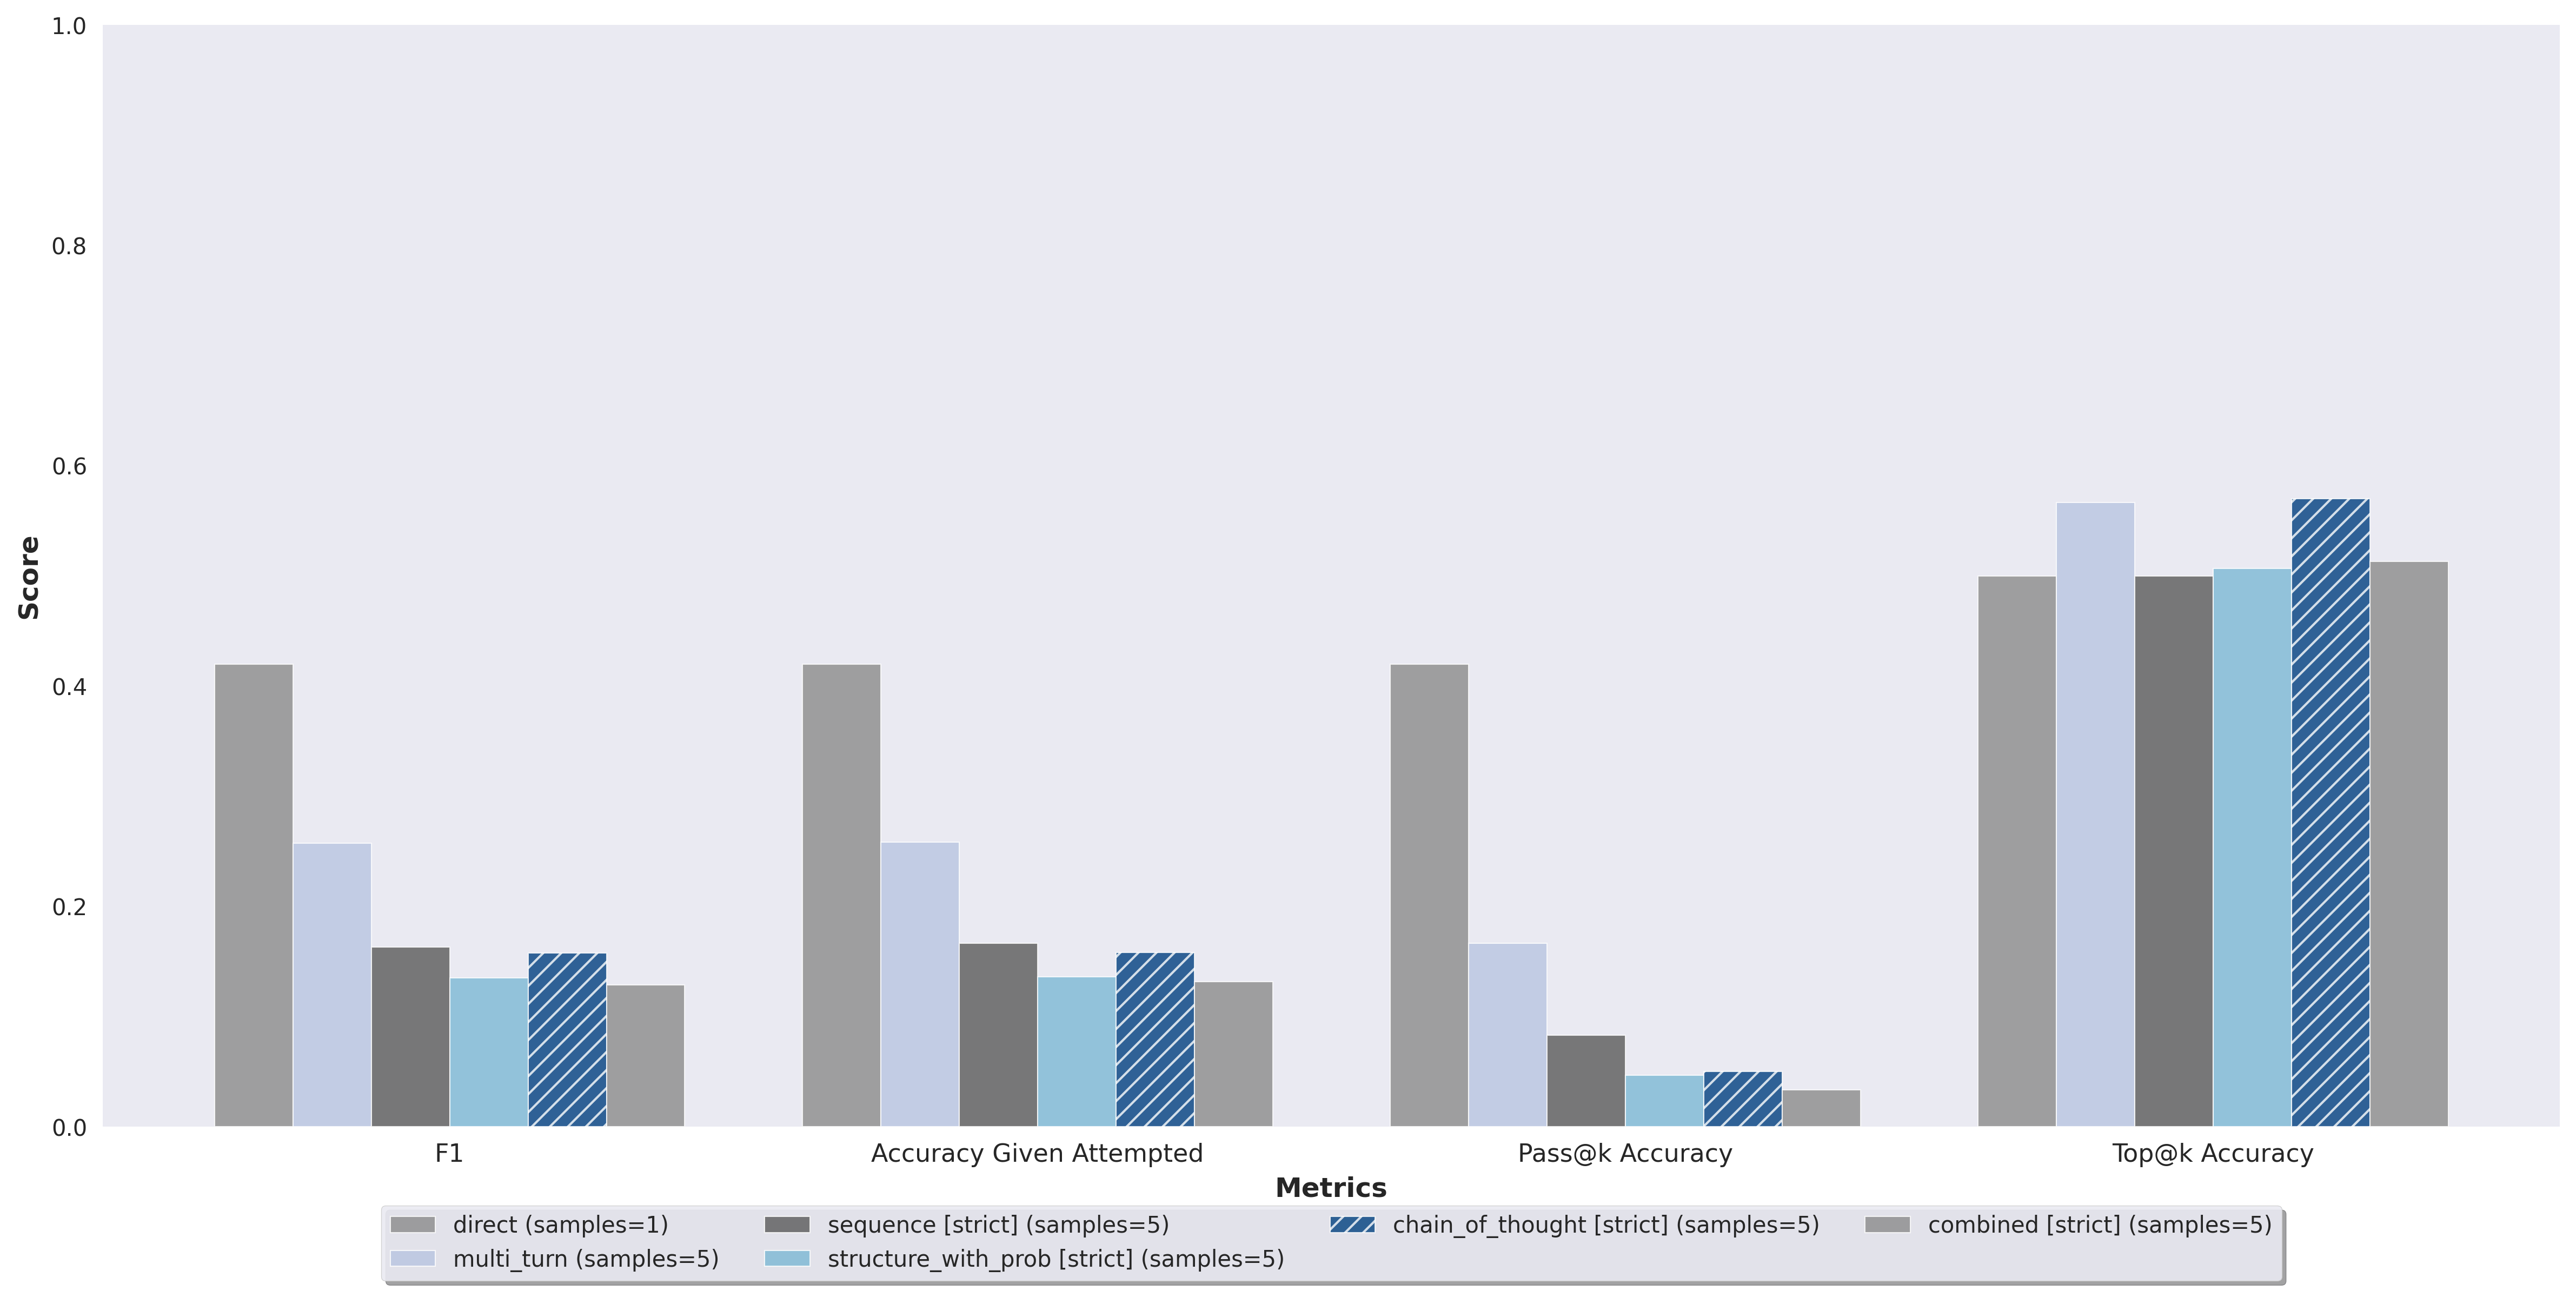 1.0
0.8
0.6
0.4
0.2
0.0
Score
F1 Accuracy Given Attempted Pass@k Accuracy Top@k Accuracy
Metrics
direct (samples=1) sequence [strict] (samples=5) chain_of_thought [strict] (samples=5) combined [strict] (samples=5)
multi_turn (samples=5) structure_with_prob [strict] (samples=5)